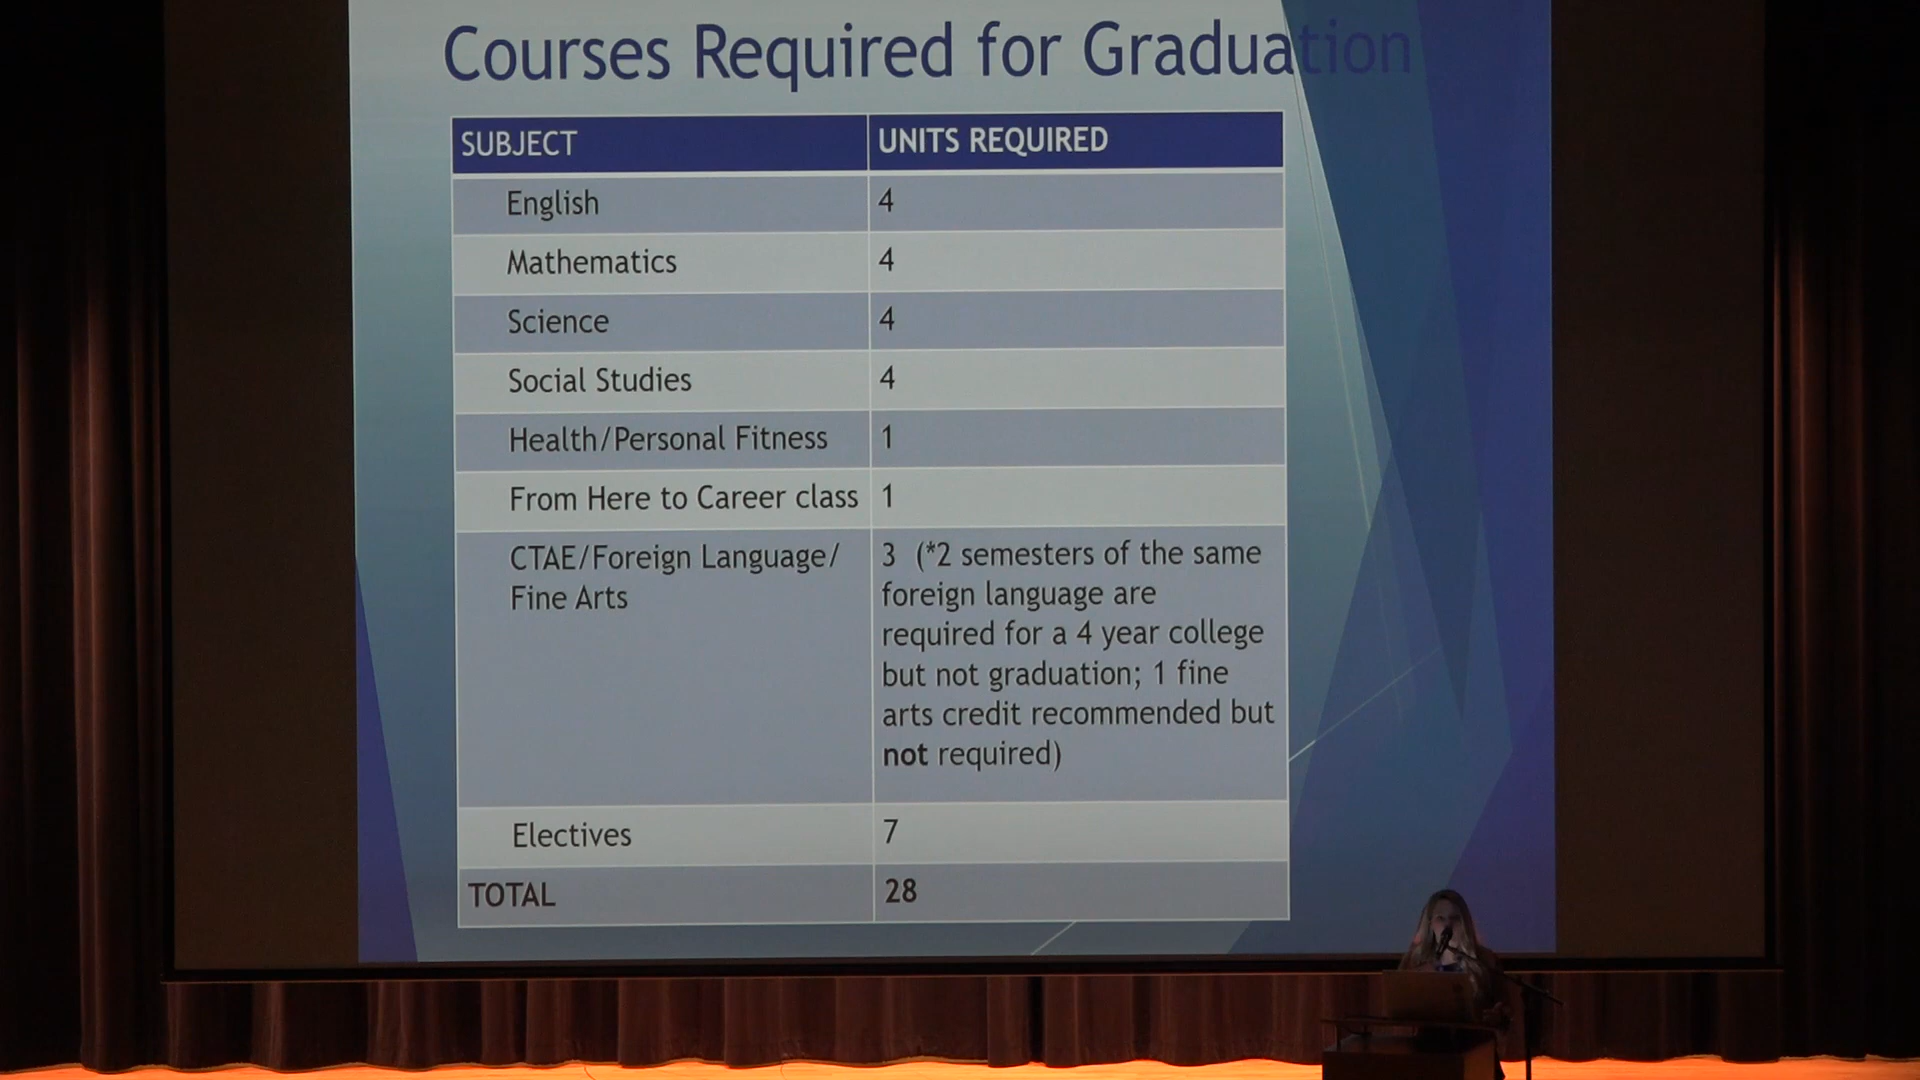 Courses Required for Graduation
SUBJECT UNITS REQUIRED
English 4
Mathematics 4
Science 4
Social Studies 4
Health/Personal Fitness 1
From Here to Career class 1
CTAE/Foreign Language/
Fine Arts
3 (*2 semesters of the same
foreign language are
required for a 4 year college
but not graduation; 1 fine
arts credit recommended but
not required)
Electives 7
TOTAL 28